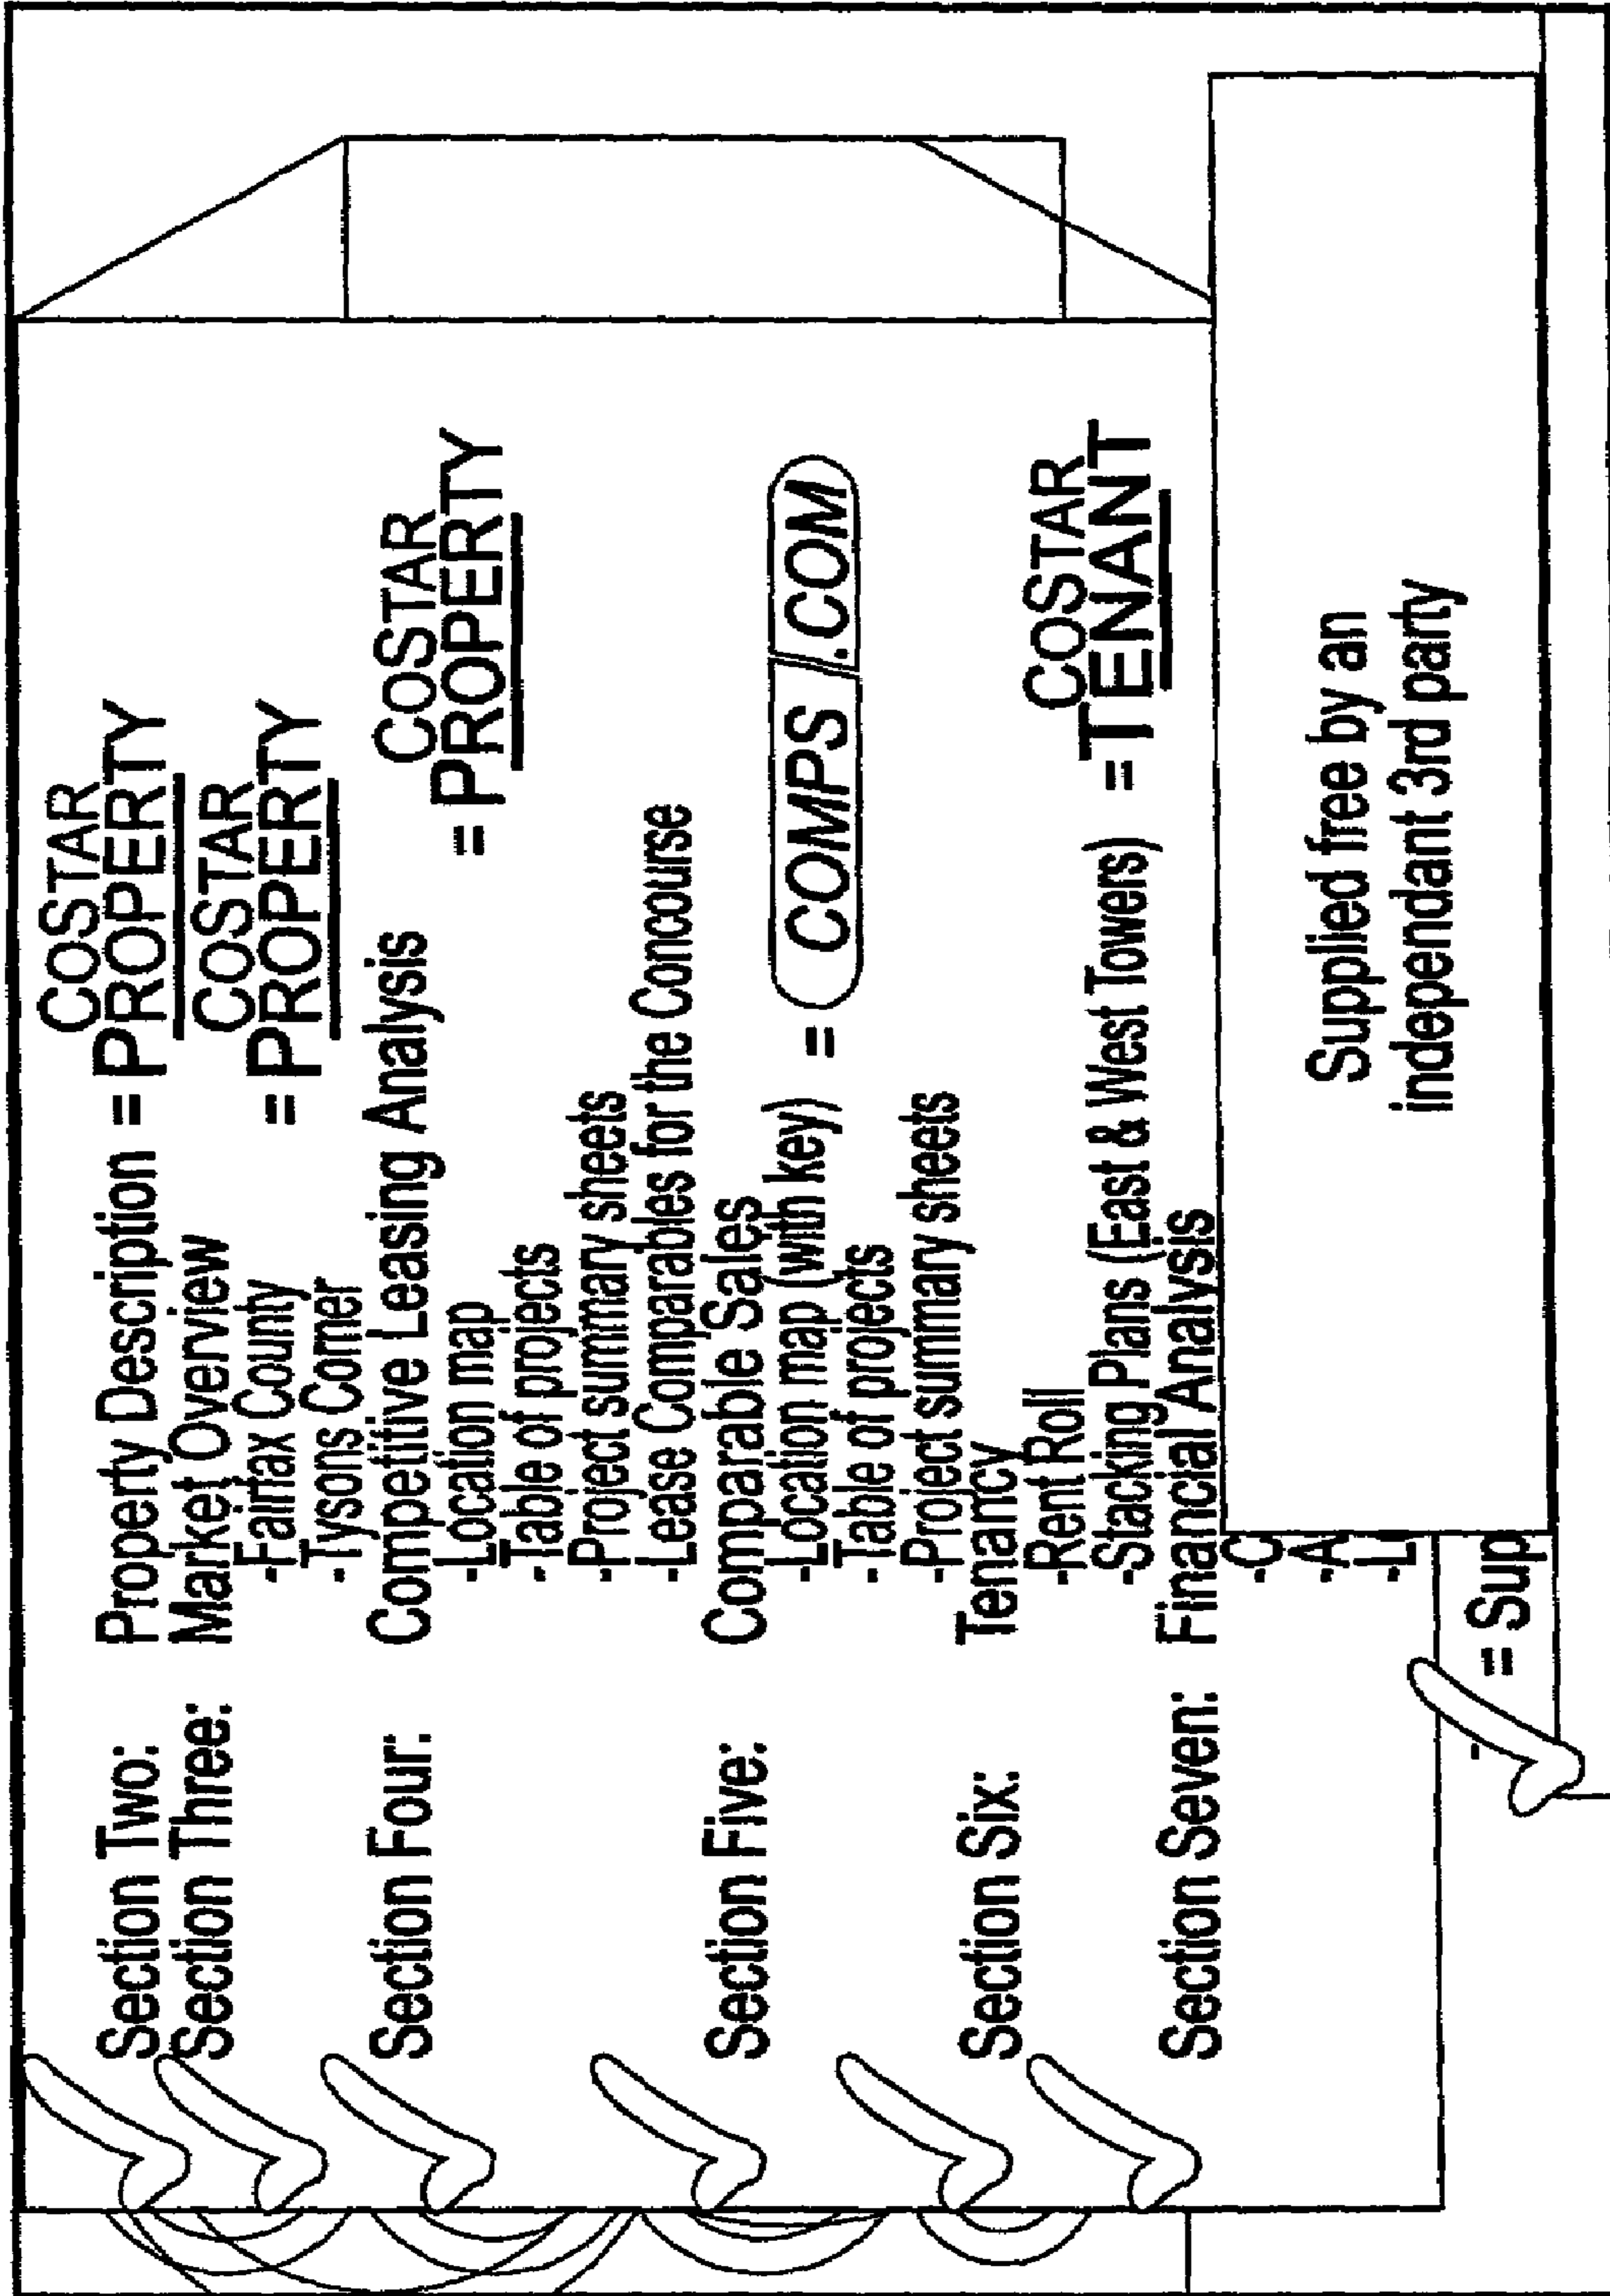 COSTAR
Section Two: Property Description = PROPERTY
COSTAR
Section Three: Market Overview = PROPERTY
-Fairfax County
-Tysons Corner
COSTAR
Section Four: Competitive Leasing Analysis = PROPERTY
-Location map
-Table of projects
-Project summary sheets
-Lease Comparables for the Concourse
Section Five: Comparable Sales
-Location map (with key) = COMPS .COM
-Table of projects
-Project summary sheets
Section Six: Tenancy
-Rent Roll
COSTAR
-Stacking Plans (East & West Towers) = TENANT
Section Seven: Financial Analysis
-C
-A
-L
- = Sup
Supplied free by an
independant 3rd party